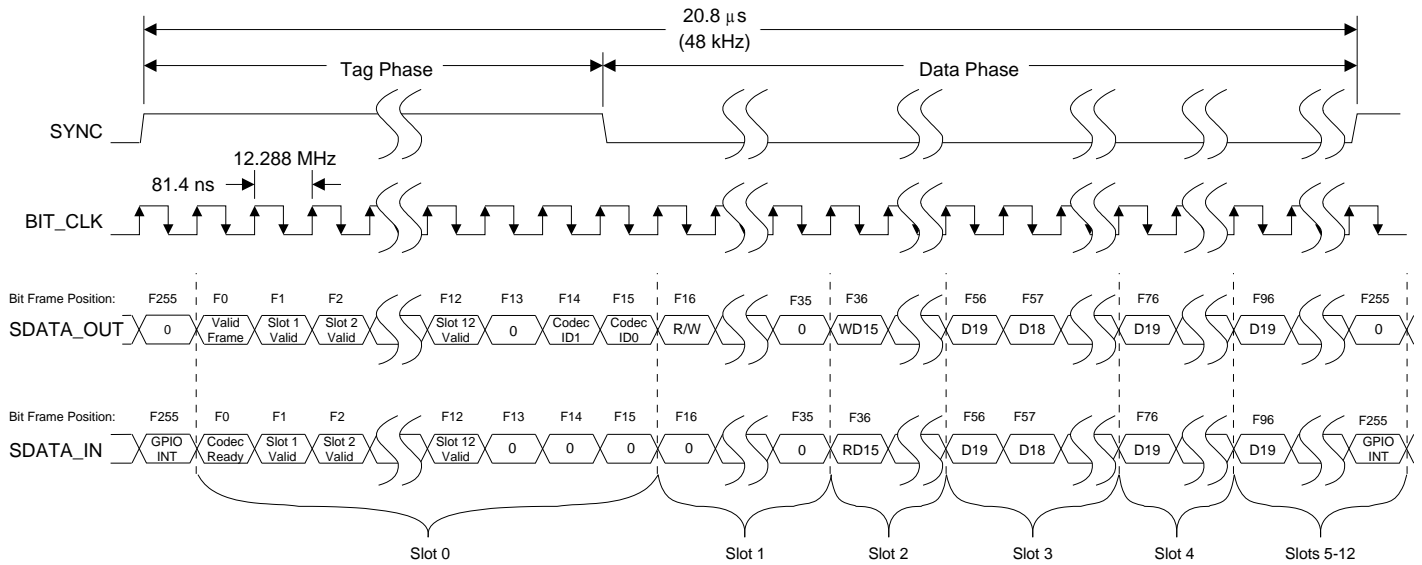 20.8 μs
(48 kHz)
Tag Phase
Data Phase
SYNC
12.288 MHz
81.4 ns
BIT_CLK
Bit Frame Position: F255 F0 F1 F2 F12 F13 F14 F15 F16 F35 F36 F56 F57 F76 F96 F255
SDATA_OUT 0 Valid Frame Slot 1 Valid Slot 2 Valid Slot 12 Valid 0 Codec ID1 Codec ID0 R/W 0 WD15 D19 D18 D19 D19 0
Bit Frame Position: F255 F0 F1 F2 F12 F13 F14 F15 F16 F35 F36 F56 F57 F76 F96 F255
SDATA_IN GPIO INT Codec Ready Slot 1 Valid Slot 2 Valid Slot 12 Valid 0 0 0 0 0 RD15 D19 D18 D19 D19 GPIO INT
Slot 0 Slot 1 Slot 2 Slot 3 Slot 4 Slots 5-12